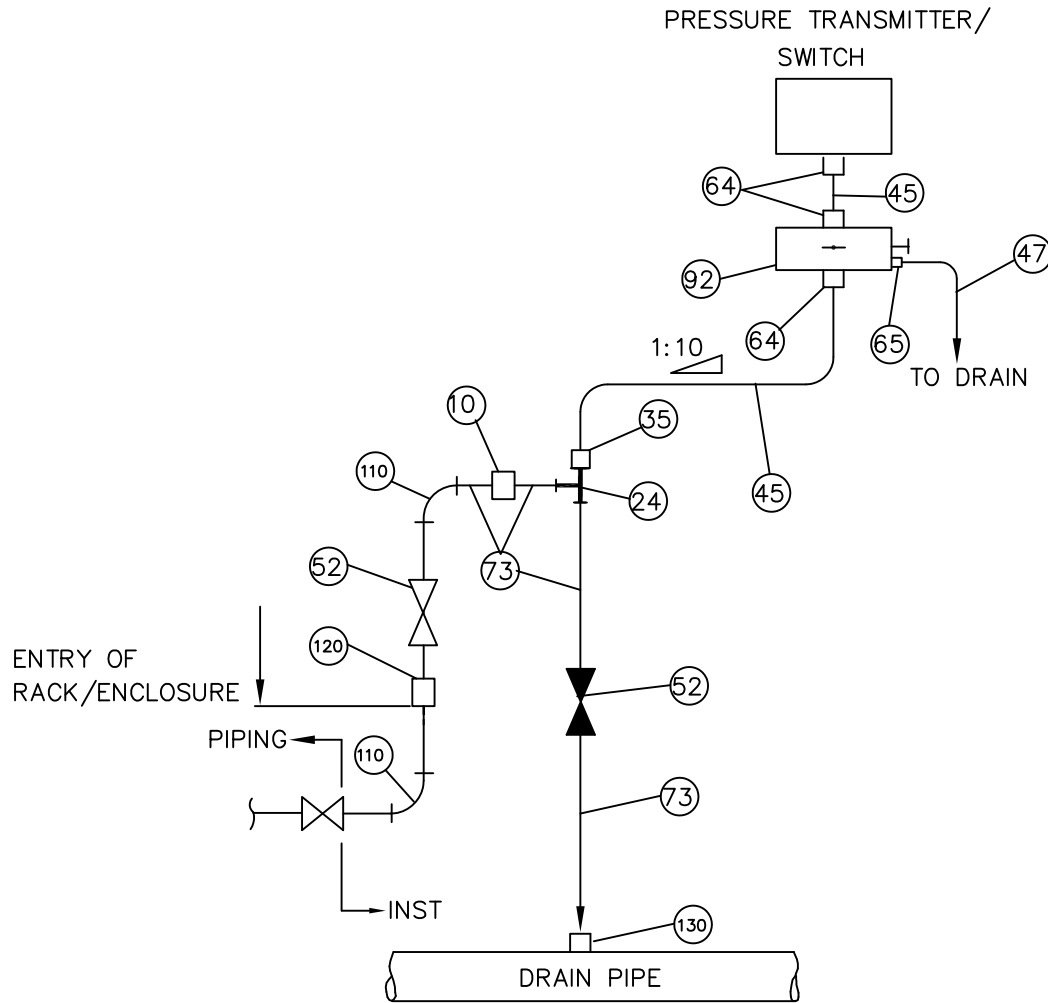 PRESSURE TRANSMITTER/
SWITCH
64
45
92
47
64
65
1:10
TO DRAIN
10
35
110
45
24
73
52
120
ENTRY OF
RACK/ENCLOSURE
52
PIPING
110
73
INST
130
DRAIN PIPE